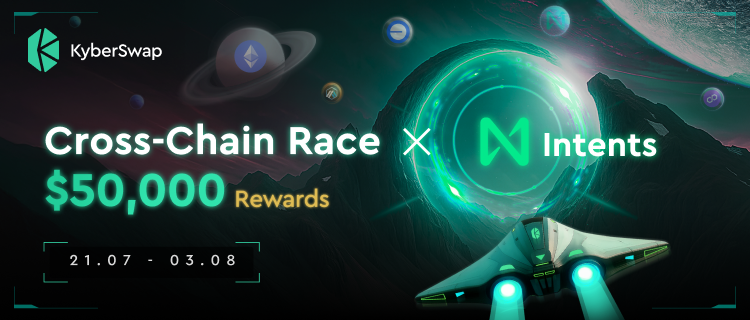 KyberSwap
Cross-Chain Race × Intents
$50,000 Rewards
21.07 - 03.08